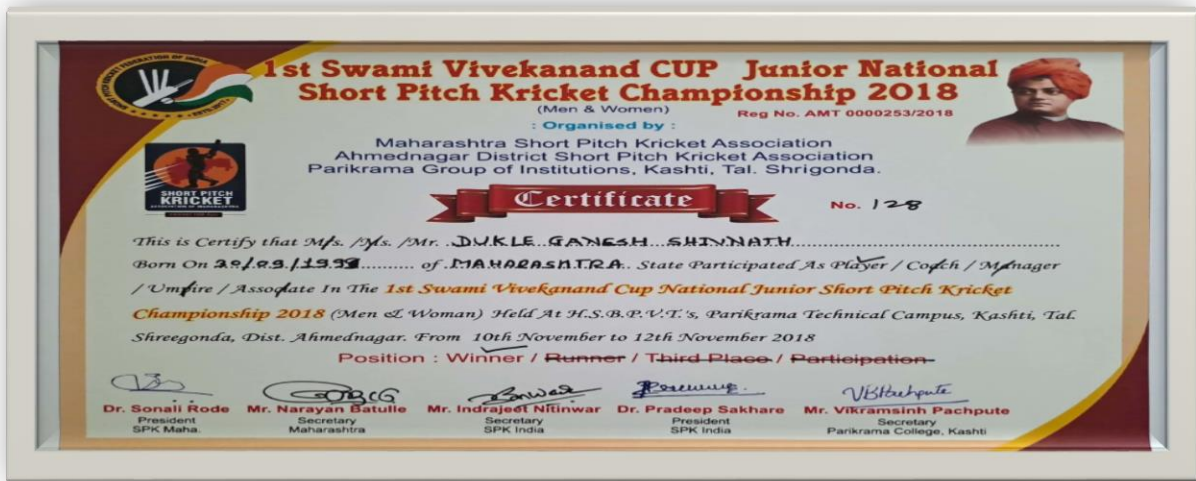 SHORT PITCH KRICKET FEDERATION OF INDIA
1st Swami Vivekanand CUP Junior National
Short Pitch Kricket Championship 2018
(Men & Women)
Reg No. AMT 0000253/2018
: Organised by :
Maharashtra Short Pitch Kricket Association
Ahmednagar District Short Pitch Kricket Association
Parikrama Group of Institutions, Kashti, Tal. Shrigonda.
SHORT PITCH
KRICKET
Certificate
No. 128
This is Certify that M/s. /Ms. /Mr. DUKLE GANESH SHIVNATH
Born On 20/09/1999 of MAHARASHTRA State Participated As Player / Coach / Manager
/ Umpire / Associate In The 1st Swami Vivekanand Cup National Junior Short Pitch Kricket
Championship 2018 (Men & Woman) Held At H.S.B.P.V.T.'s, Parikrama Technical Campus, Kashti, Tal.
Shreegonda, Dist. Ahmednagar. From 10th November to 12th November 2018
Position : Winner / Runner / Third Place / Participation
Dr. Sonali Rode Mr. Narayan Batulle Mr. Indrajeet Nitinwar Dr. Pradeep Sakhare Mr. Vikramsinh Pachpute
President Secretary Secretary President Secretary
SPK Maha. Maharashtra SPK India SPK India Parikrama College, Kashti